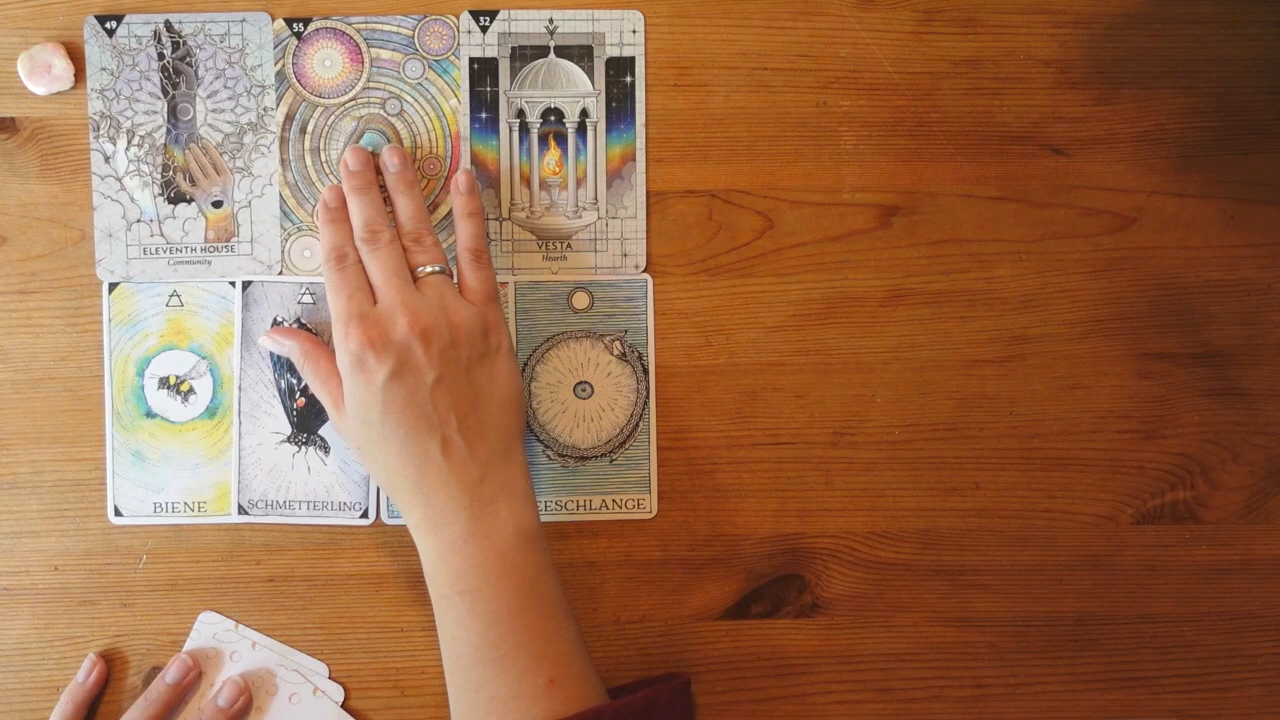 49
55
32
ELEVENTH HOUSE
Community
VESTA
Hearth
BIENE
SCHMETTERLING
EESCHLANGE